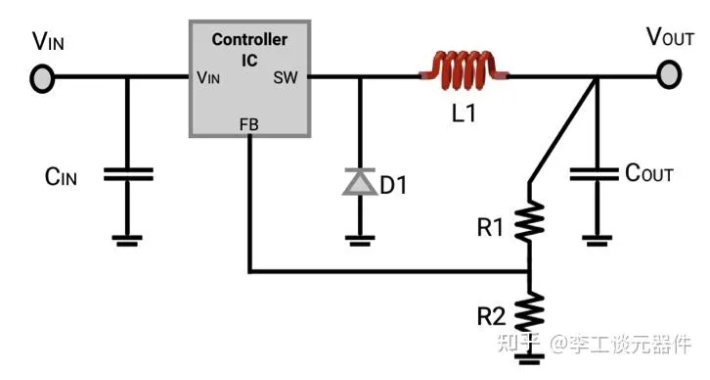 VIN
Controller
IC
VIN
SW
FB
VOUT
L1
CIN
D1
COUT
R1
R2
知乎 @李工谈元器件